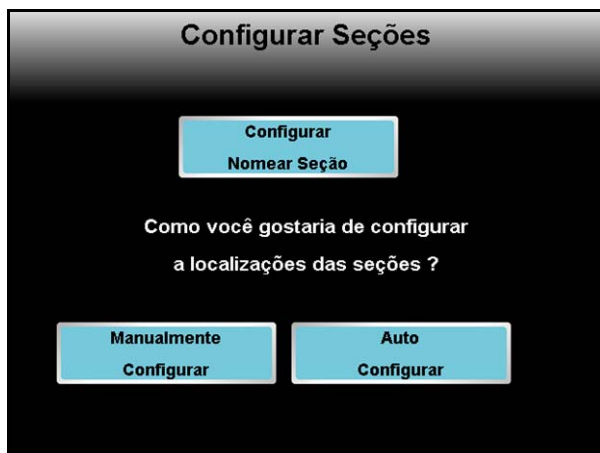 Configurar Seções
Configurar
Nomear Seção
Como você gostaria de configurar
a localizações das seções ?
Manualmente
Configurar
Auto
Configurar